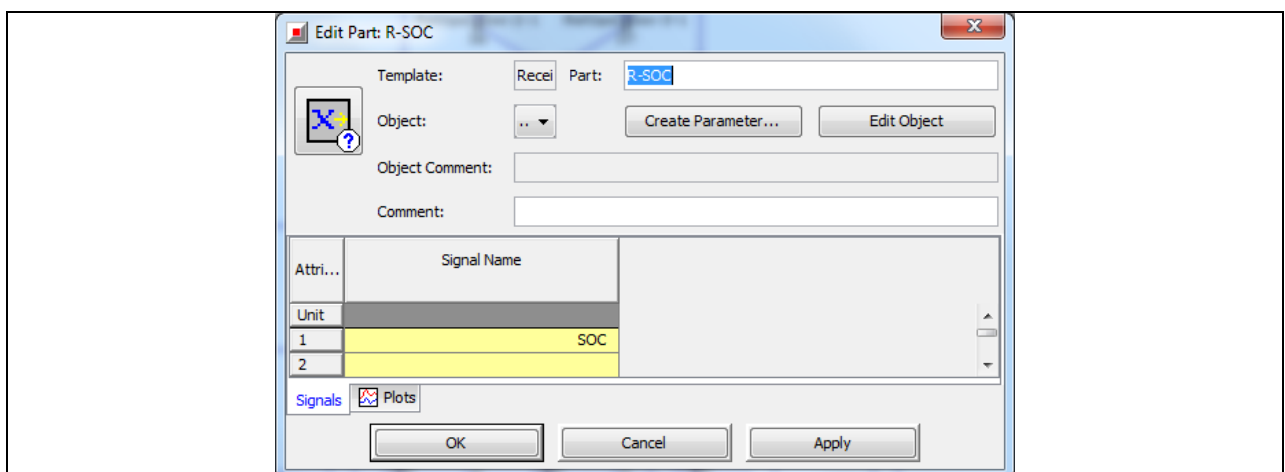 Edit Part: R-SOC
Template: Recei Part: R-SOC
Object: .. Create Parameter... Edit Object
Object Comment:
Comment:
Attri... Signal Name
Unit
1 SOC
2
Signals Plots
OK Cancel Apply